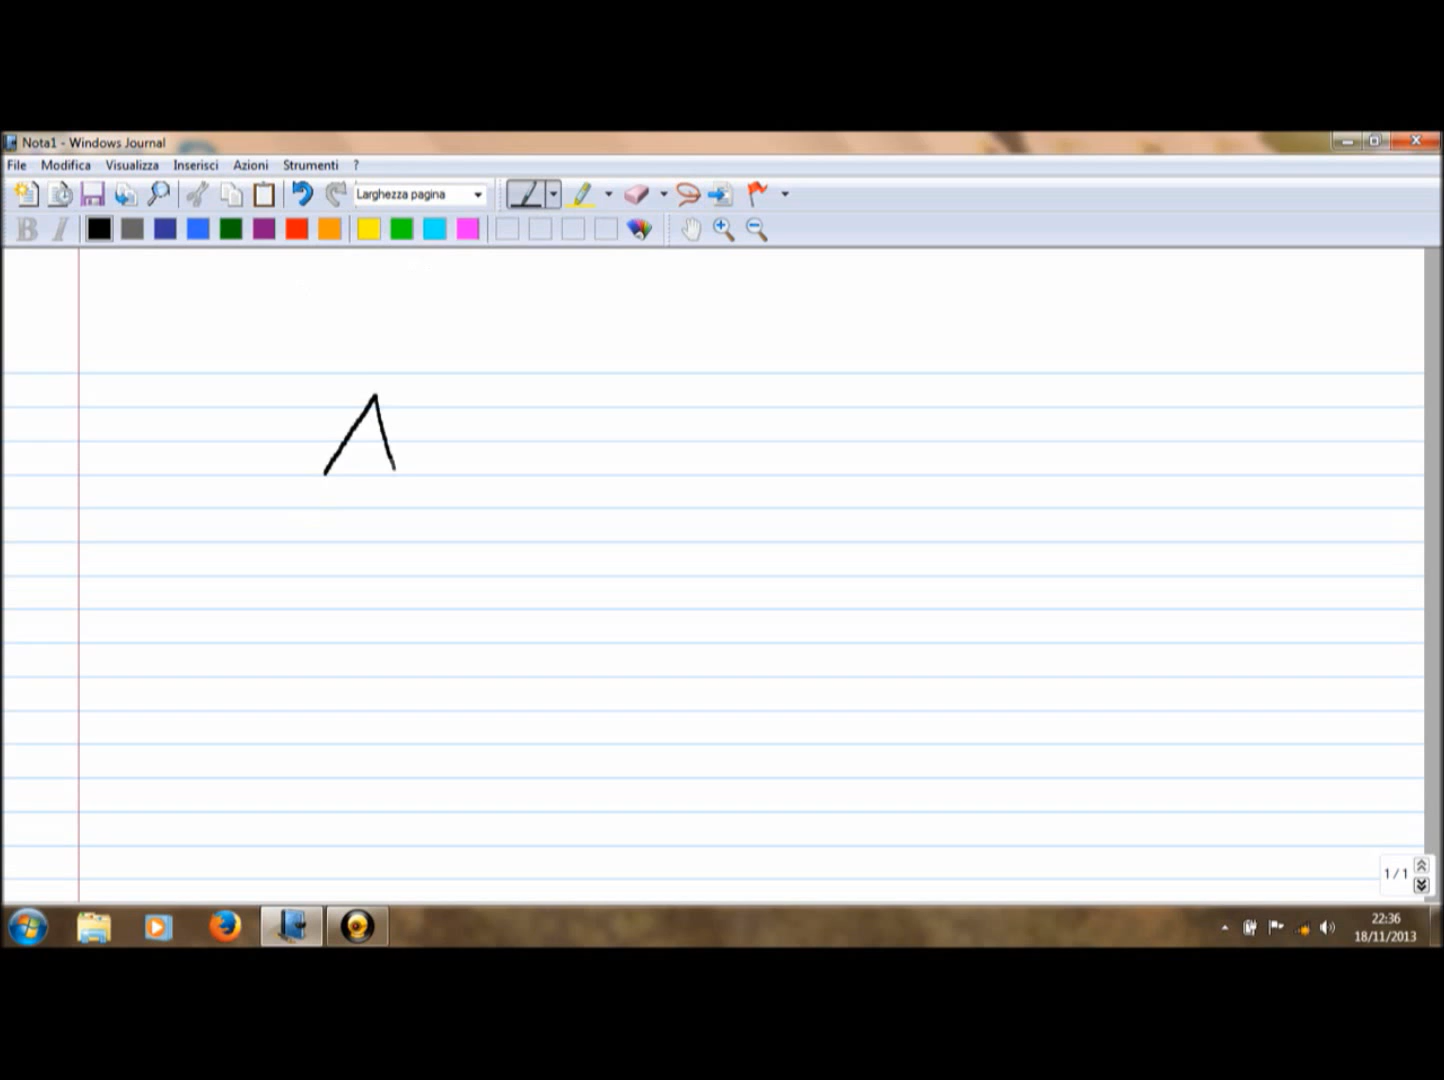 Nota1 - Windows Journal
File Modifica Visualizza Inserisci Azioni Strumenti ?
Larghezza pagina
B I
Λ
1 / 1
22:36
18/11/2013